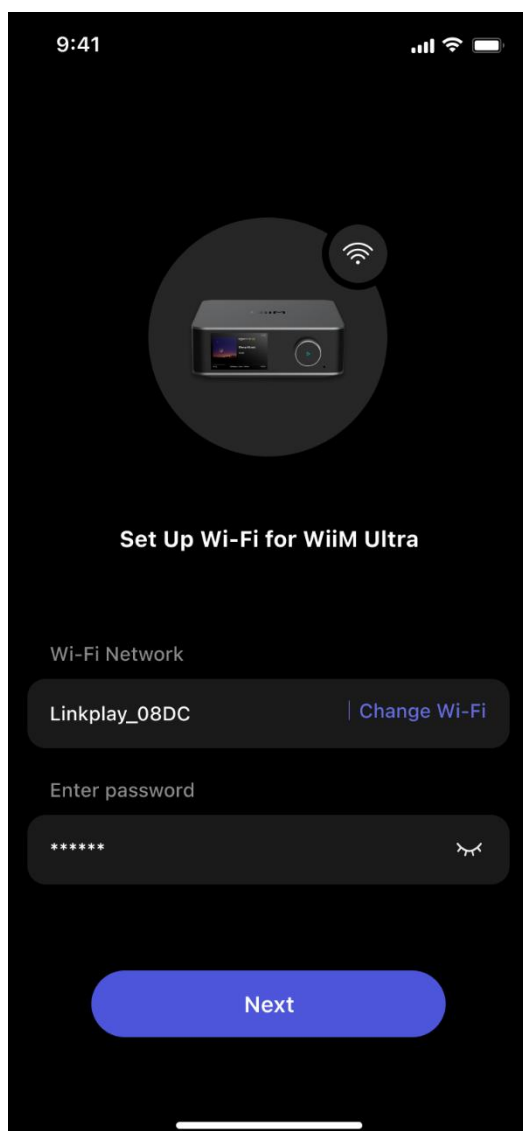 9:41
Set Up Wi-Fi for WiiM Ultra
Wi-Fi Network
Linkplay_08DC | Change Wi-Fi
Enter password
******
Next